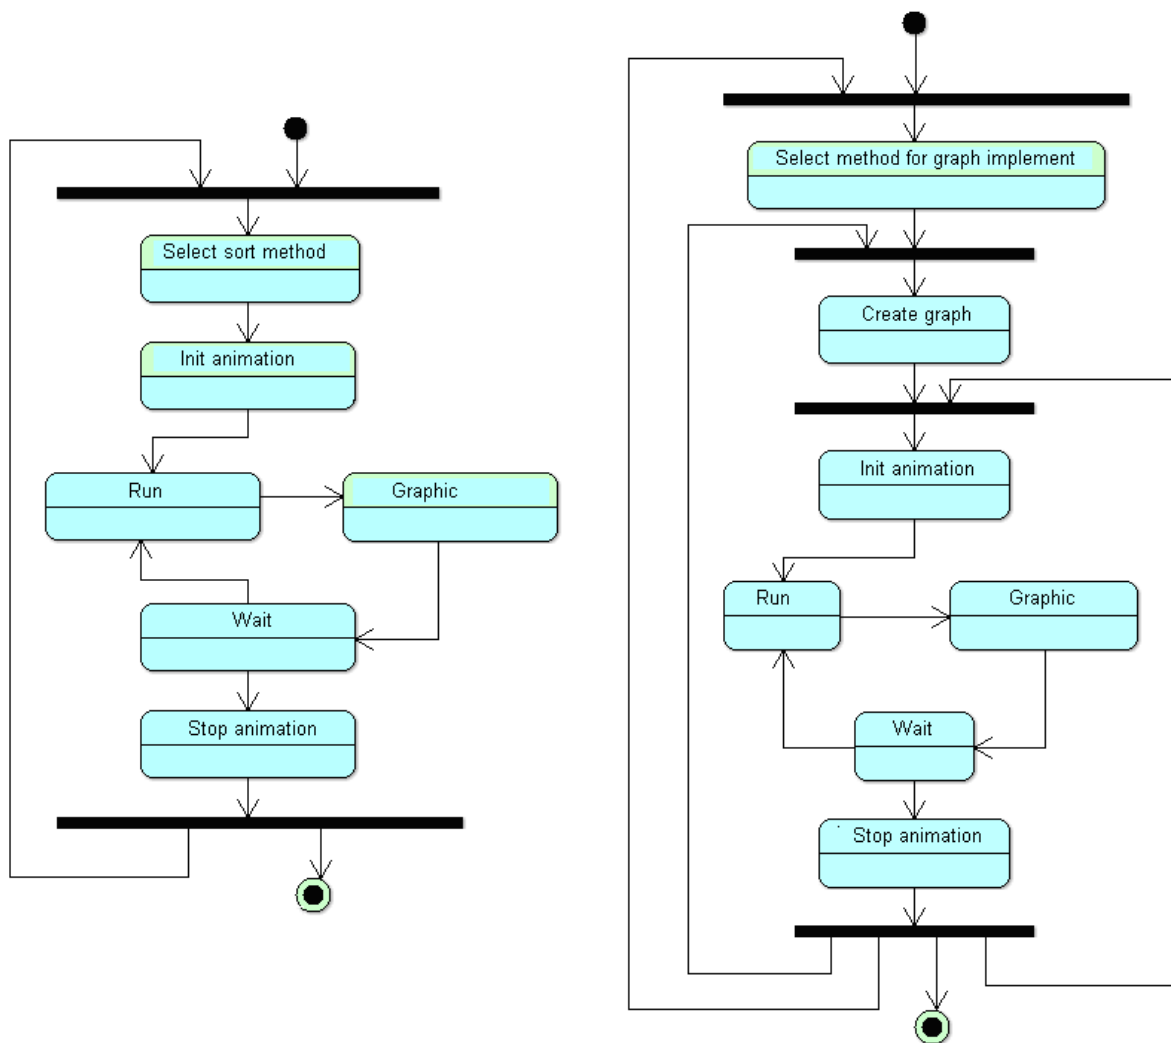 Select sort method
Init animation
Run
Graphic
Wait
Stop animation
Select method for graph implement
Create graph
Init animation
Run
Graphic
Wait
Stop animation